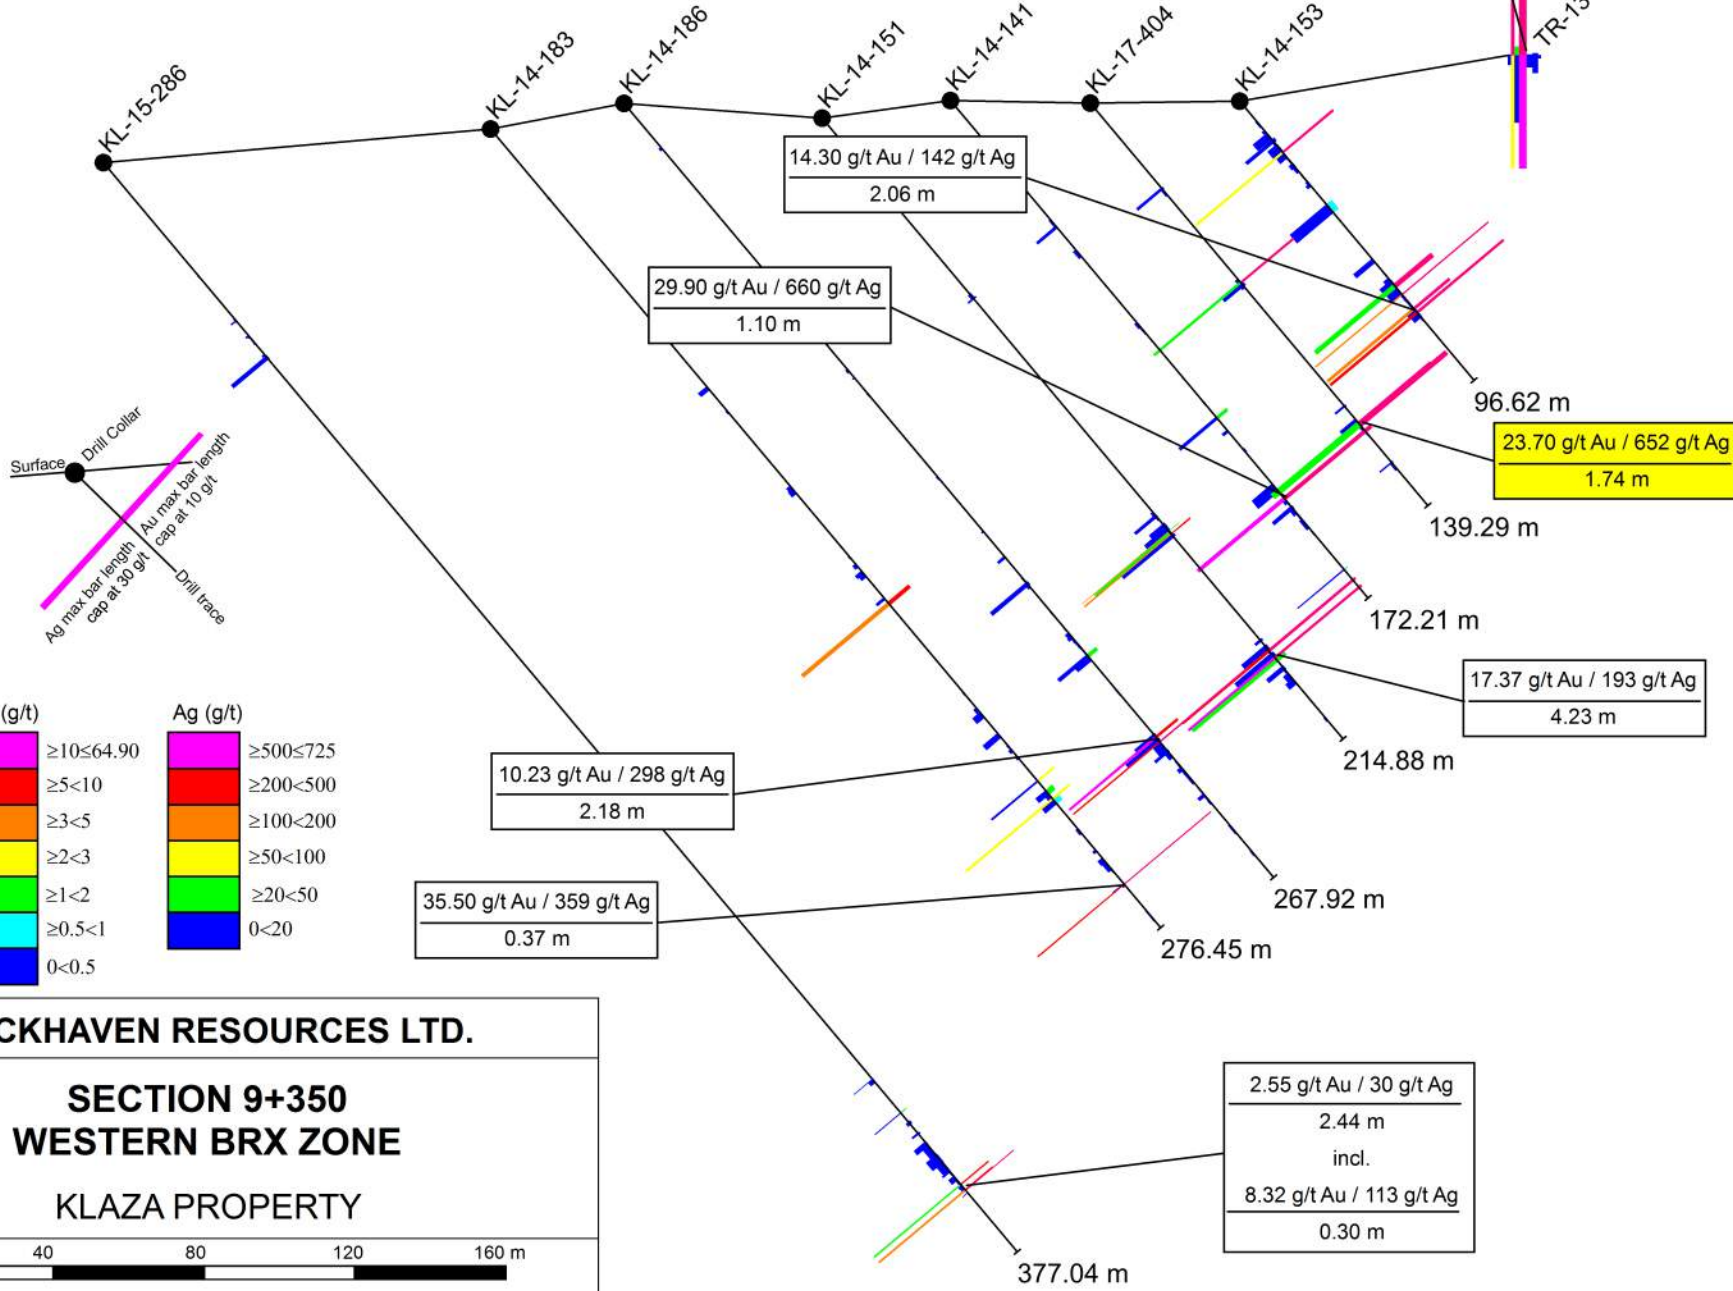 KL-15-286
KL-14-183
KL-14-186
KL-14-151
KL-14-141
KL-17-404
KL-14-153
TR-13
14.30 g/t Au / 142 g/t Ag
2.06 m
29.90 g/t Au / 660 g/t Ag
1.10 m
96.62 m
23.70 g/t Au / 652 g/t Ag
1.74 m
139.29 m
172.21 m
17.37 g/t Au / 193 g/t Ag
4.23 m
214.88 m
10.23 g/t Au / 298 g/t Ag
2.18 m
267.92 m
35.50 g/t Au / 359 g/t Ag
0.37 m
276.45 m
2.55 g/t Au / 30 g/t Ag
2.44 m
incl.
8.32 g/t Au / 113 g/t Ag
0.30 m
377.04 m
Surface
Drill Collar
Au max bar length
cap at 10 g/t
Ag max bar length
cap at 30 g/t
Drill trace
(g/t)
≥10≤64.90
≥5<10
≥3<5
≥2<3
≥1<2
≥0.5<1
0<0.5
Ag (g/t)
≥500≤725
≥200<500
≥100<200
≥50<100
≥20<50
0<20
CKHAVEN RESOURCES LTD.
SECTION 9+350
WESTERN BRX ZONE
KLAZA PROPERTY
40 80 120 160 m